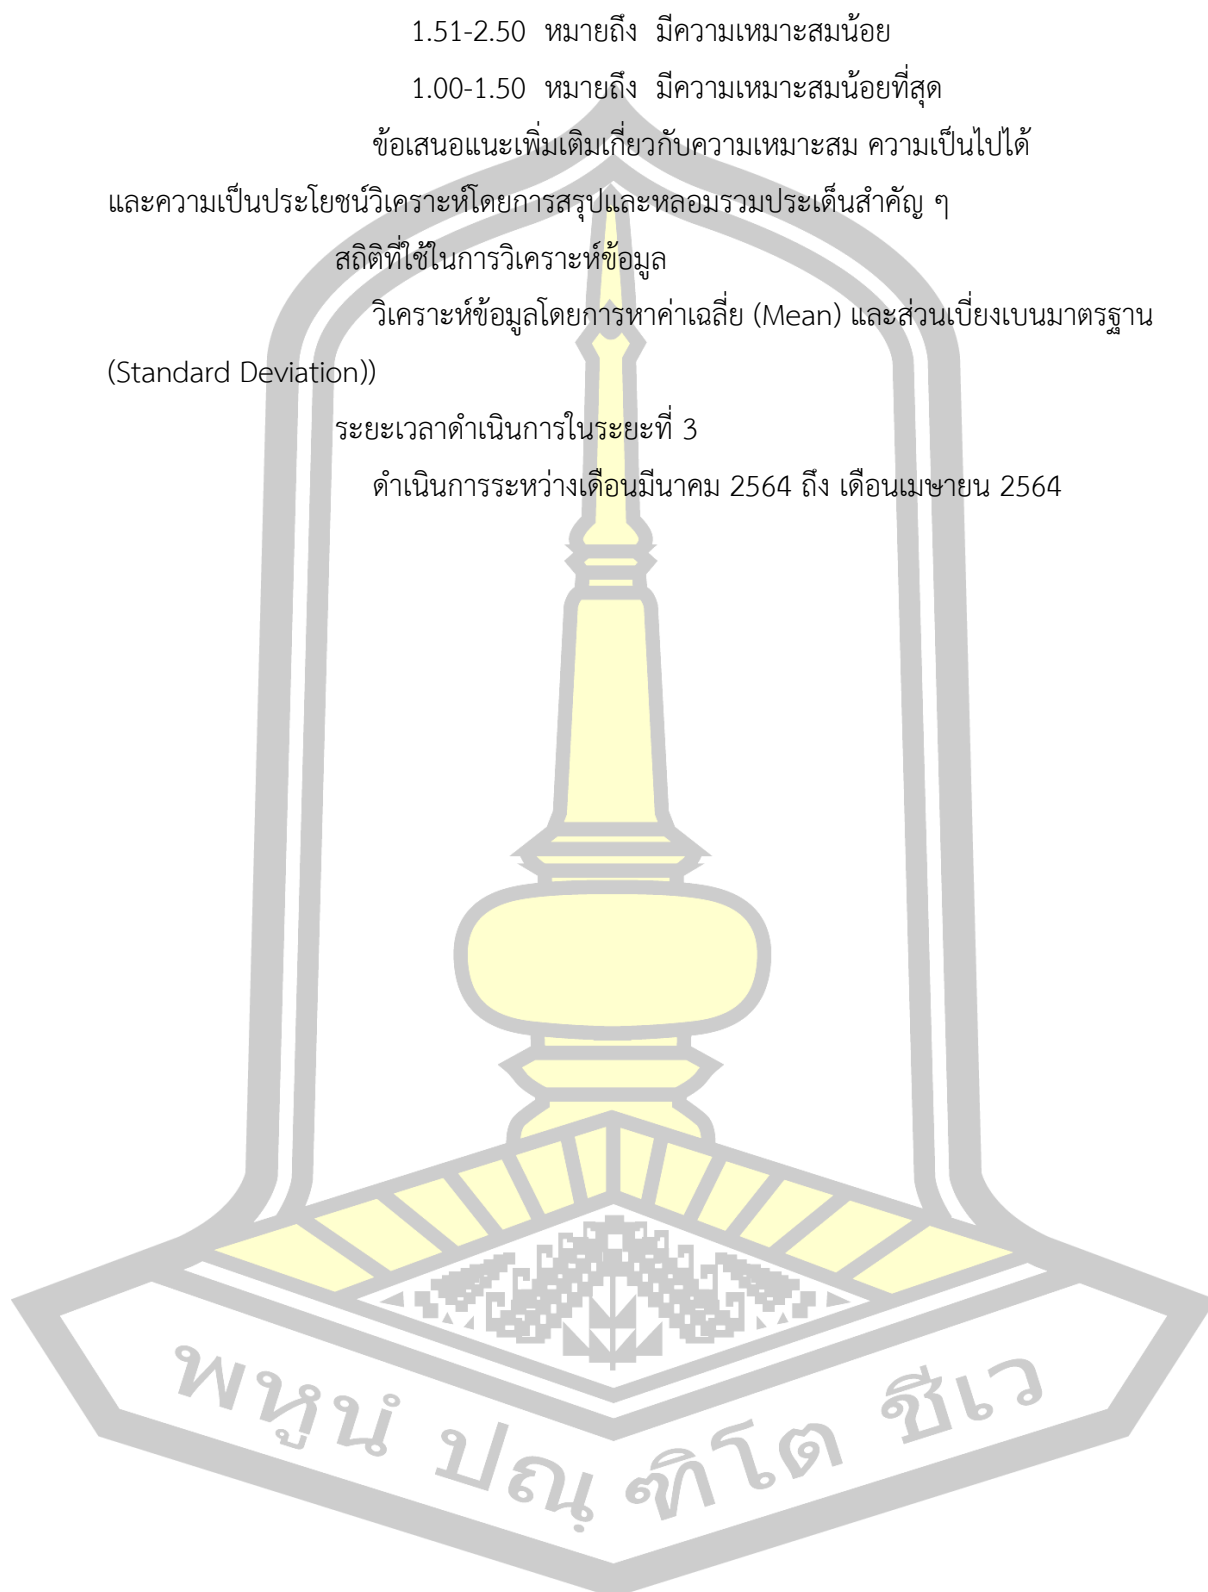 1.51-2.50 หมายถึง มีความเหมาะสมน้อย
1.00-1.50 หมายถึง มีความเหมาะสมน้อยที่สุด
ข้อเสนอแนะเพิ่มเติมเกี่ยวกับความเหมาะสม ความเป็นไปได้
และความเป็นประโยชน์วิเคราะห์โดยการสรุปและหลอมรวมประเด็นสำคัญ ๆ
สถิติที่ใช้ในการวิเคราะห์ข้อมูล
วิเคราะห์ข้อมูลโดยการหาค่าเฉลี่ย (Mean) และส่วนเบี่ยงเบนมาตรฐาน
(Standard Deviation))
ระยะเวลาดำเนินการในระยะที่ 3
ดำเนินการระหว่างเดือนมีนาคม 2564 ถึง เดือนเมษายน 2564
พหูนํ ปณฺ ฑิโต ชีเว